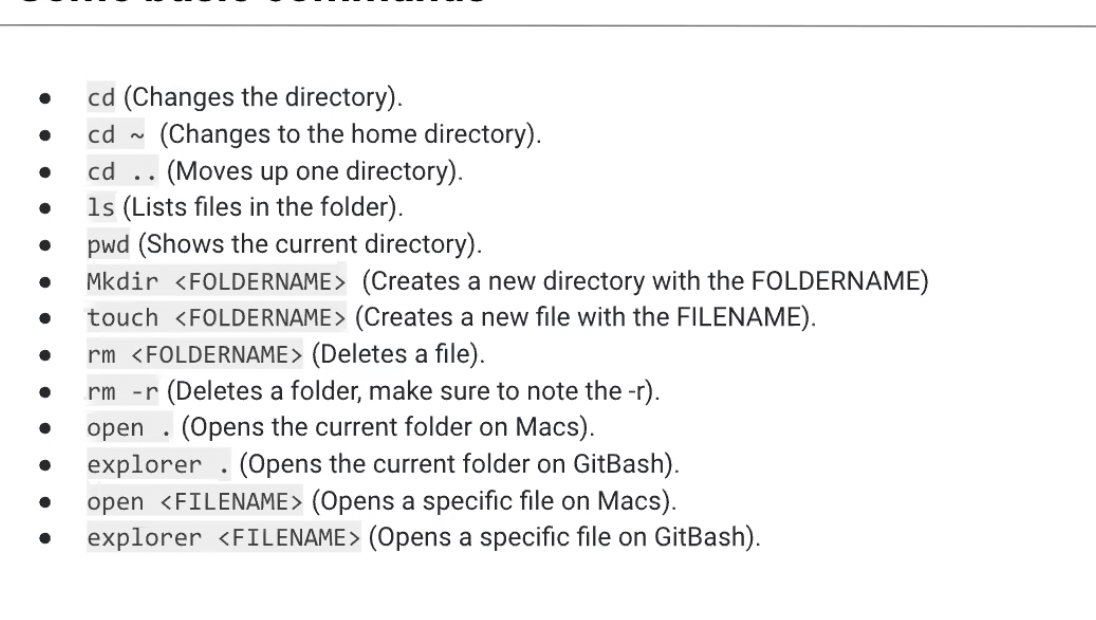 Some basic commands
• cd (Changes the directory).
• cd ~ (Changes to the home directory).
• cd .. (Moves up one directory).
• ls (Lists files in the folder).
• pwd (Shows the current directory).
• Mkdir <FOLDERNAME> (Creates a new directory with the FOLDERNAME)
• touch <FOLDERNAME> (Creates a new file with the FILENAME).
• rm <FOLDERNAME> (Deletes a file).
• rm -r (Deletes a folder, make sure to note the -r).
• open . (Opens the current folder on Macs).
• explorer . (Opens the current folder on GitBash).
• open <FILENAME> (Opens a specific file on Macs).
• explorer <FILENAME> (Opens a specific file on GitBash).